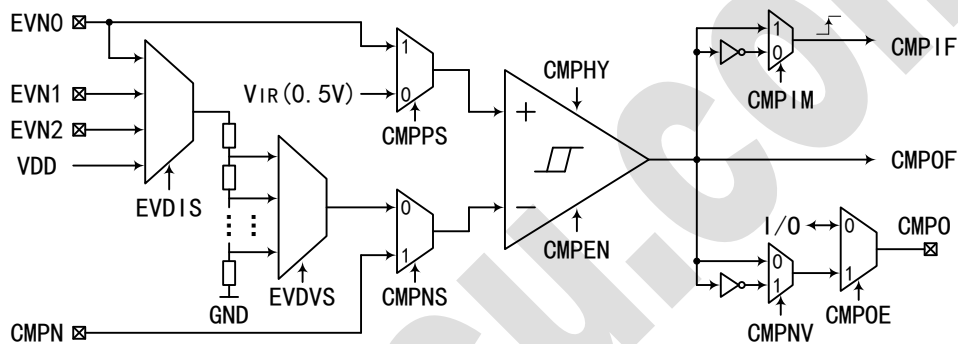 EVN0
EVN1
EVN2
VDD
EVDIS
GND
EVDVS
CMPN
VIR(0.5V)
1
0
CMPPS
0
1
CMPNS
+
−
CMPHY
CMPEN
1
0
CMPIM
CMPIF
CMPOF
I/O
0
1
CMPNV
0
1
CMPOE
CMPO